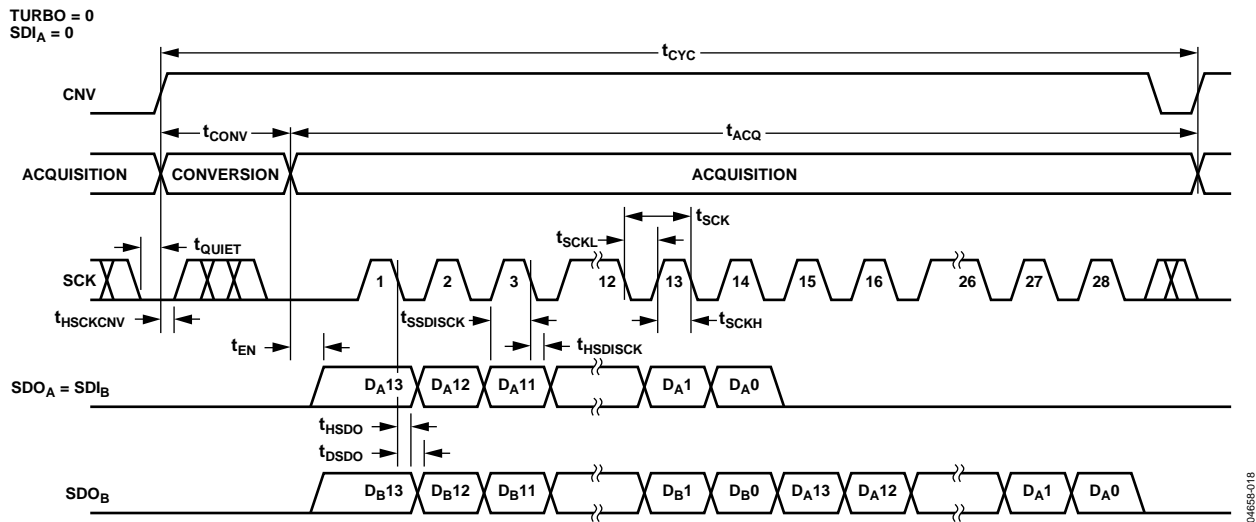 TURBO = 0
SDIA = 0
tCYC
CNV
tCONV
tACQ
ACQUISITION
CONVERSION
ACQUISITION
tSCK
tSCKL
tQUIET
SCK
1
2
3
12
13
14
15
16
26
27
28
tHSCKCNV
tSSDISCK
tSCKH
tEN
tHSDISCK
SDOA = SDIB
DA13
DA12
DA11
DA1
DA0
tHSDO
tDSDO
SDOB
DB13
DB12
DB11
DB1
DB0
DA13
DA12
DA1
DA0
04658-018